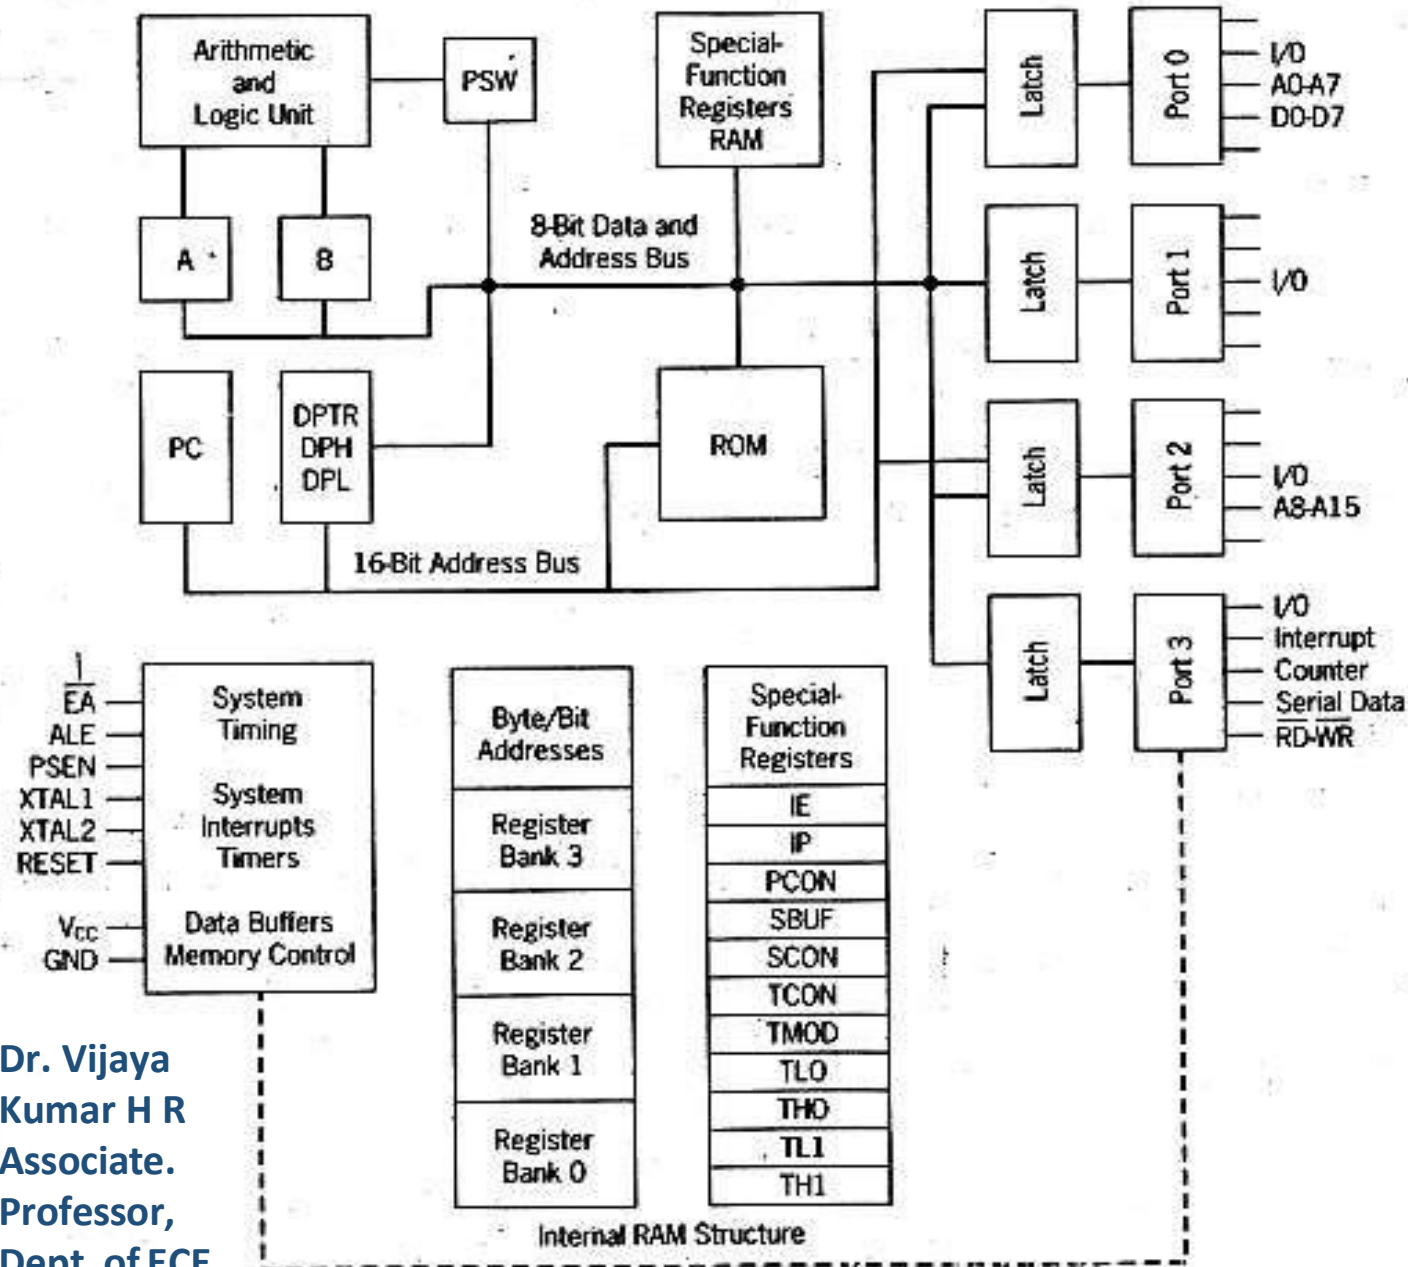 Arithmetic
and
Logic Unit
PSW
Special-
Function
Registers
RAM
Latch
Port 0
I/O
A0-A7
D0-D7
A
B
8-Bit Data and
Address Bus
Latch
Port 1
I/O
PC
DPTR
DPH
DPL
ROM
Latch
Port 2
I/O
A8-A15
16-Bit Address Bus
Latch
Port 3
I/O
Interrupt
Counter
Serial Data
RD-WR
EA
ALE
PSEN
XTAL1
XTAL2
RESET
VCC
GND
System
Timing
System
Interrupts
Timers
Data Buffers
Memory Control
Byte/Bit
Addresses
Register
Bank 3
Register
Bank 2
Register
Bank 1
Register
Bank 0
Special-
Function
Registers
IE
IP
PCON
SBUF
SCON
TCON
TMOD
TL0
TH0
TL1
TH1
Internal RAM Structure
Dr. Vijaya
Kumar H R
Associate.
Professor,
Dept. of ECE